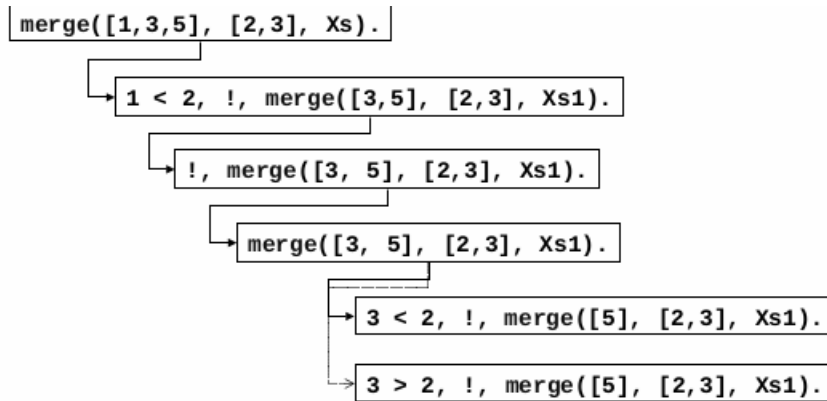 merge([1,3,5], [2,3], Xs).
1 < 2, !, merge([3,5], [2,3], Xs1).
!, merge([3, 5], [2,3], Xs1).
merge([3, 5], [2,3], Xs1).
3 < 2, !, merge([5], [2,3], Xs1).
3 > 2, !, merge([5], [2,3], Xs1).